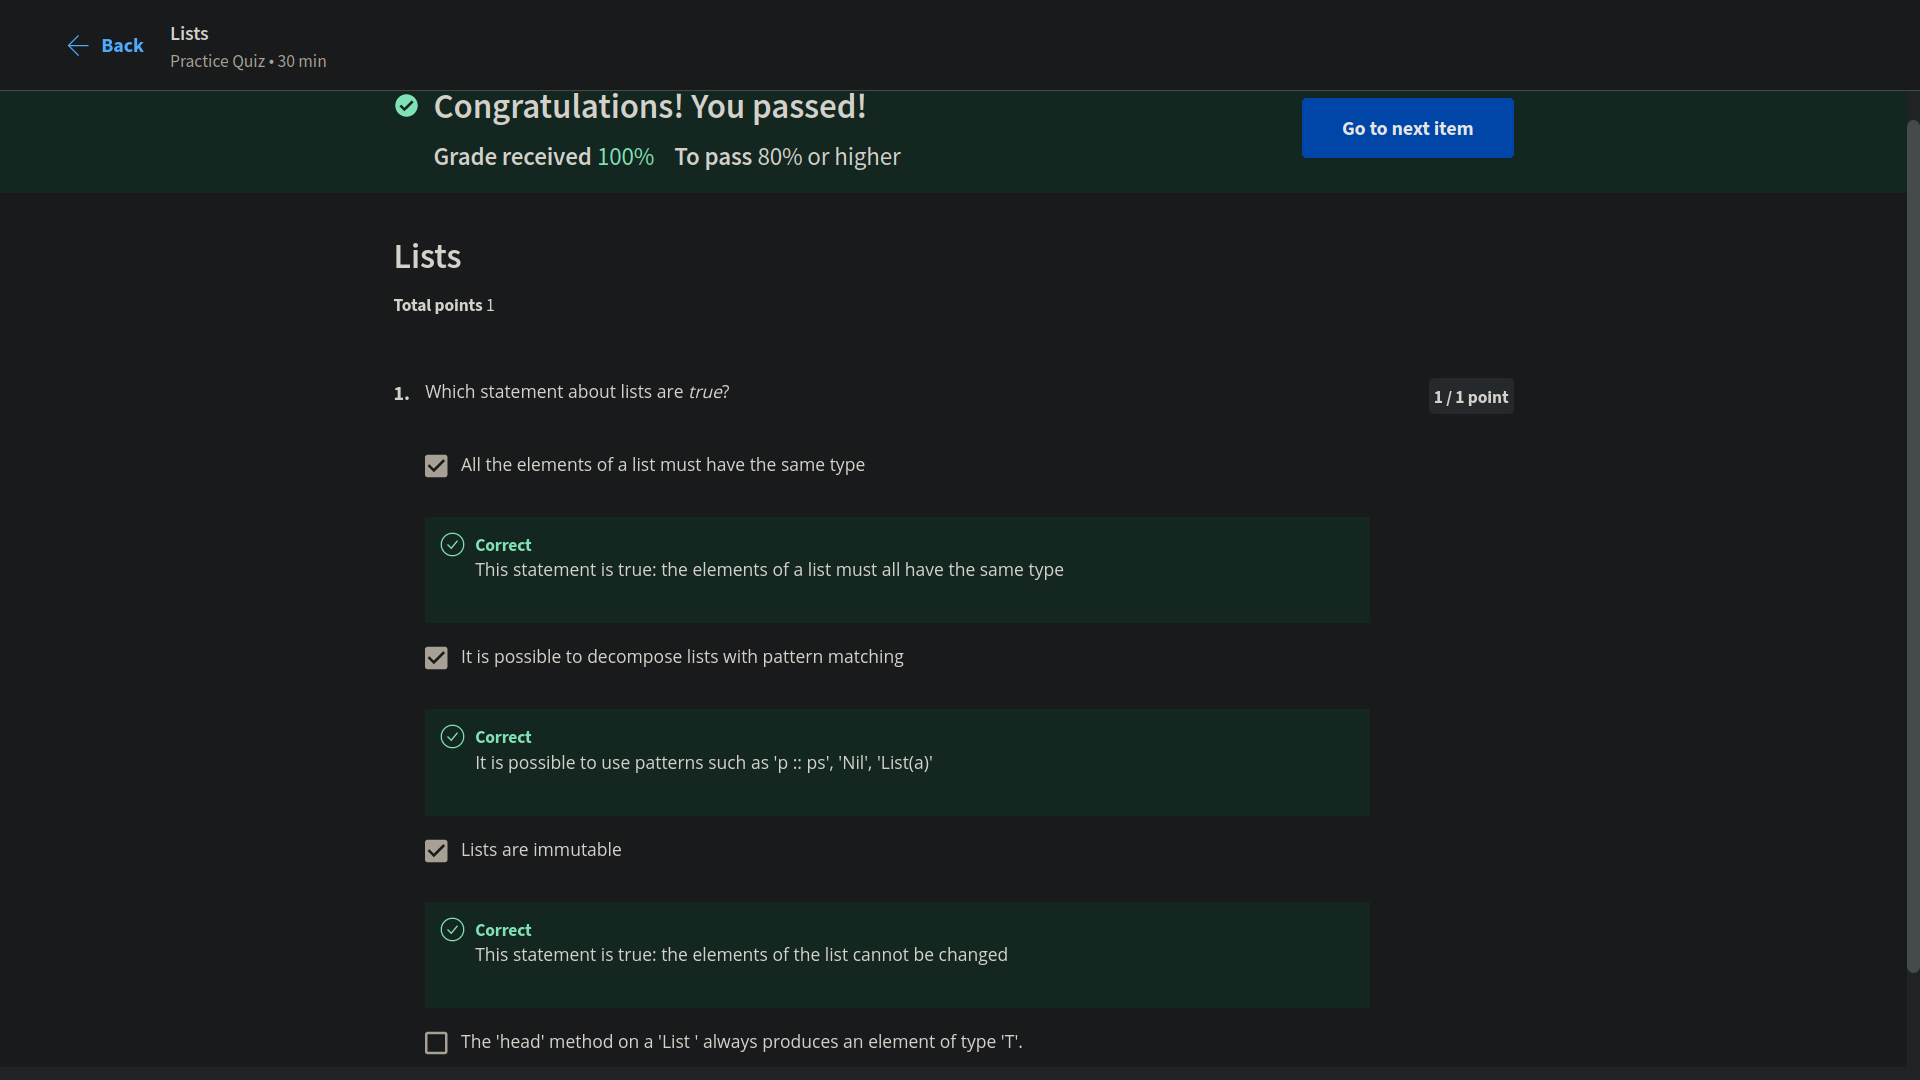 Back
Lists
Practice Quiz • 30 min
Congratulations! You passed!
Grade received 100% To pass 80% or higher
Go to next item
Lists
Total points 1
1. Which statement about lists are true?
1 / 1 point
All the elements of a list must have the same type
Correct
This statement is true: the elements of a list must all have the same type
It is possible to decompose lists with pattern matching
Correct
It is possible to use patterns such as 'p :: ps', 'Nil', 'List(a)'
Lists are immutable
Correct
This statement is true: the elements of the list cannot be changed
The 'head' method on a 'List ' always produces an element of type 'T'.